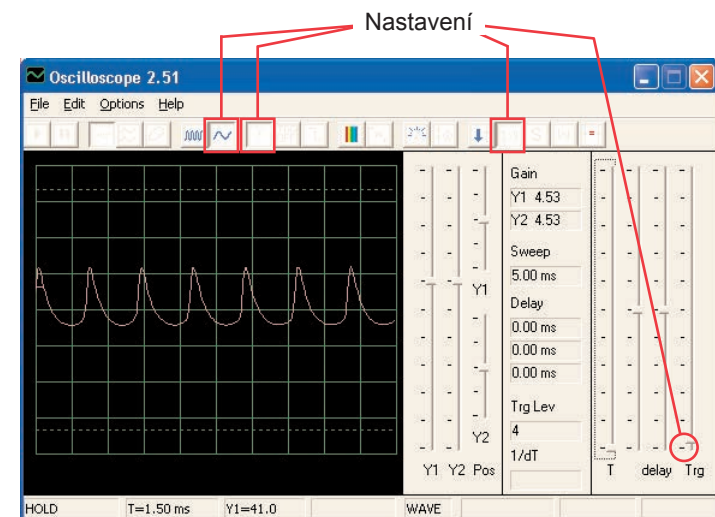 Nastavení
Oscilloscope 2.51
File Edit Options Help
Gain
Y1 4.53
Y2 4.53
Sweep
5.00 ms
Y1
Delay
0.00 ms
0.00 ms
0.00 ms
Trg Lev
4
Y2
1/dT
Y1 Y2 Pos
T delay Trg
HOLD T=1.50 ms Y1=41.0 WAVE